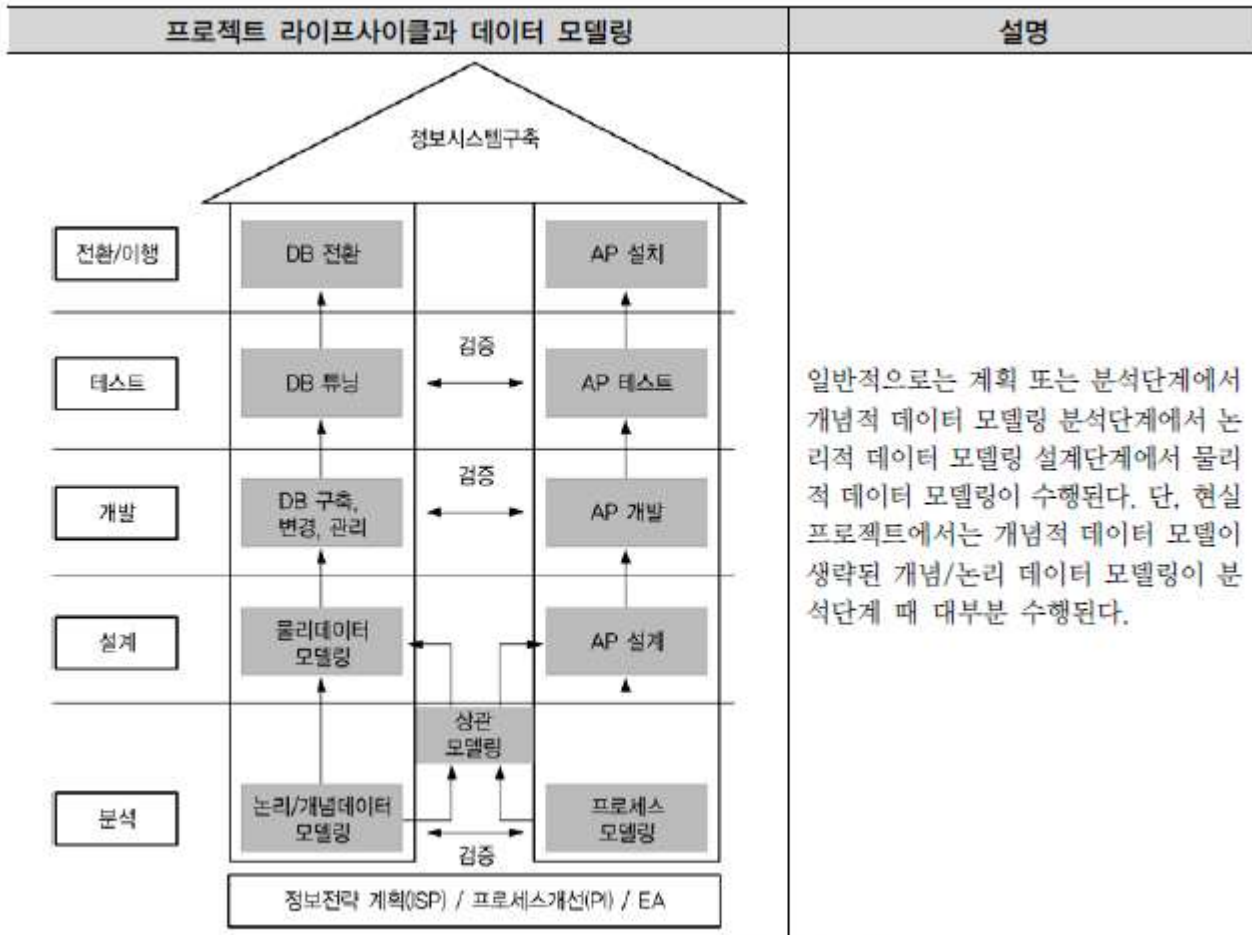 프로젝트 라이프사이클과 데이터 모델링
설명
정보시스템구축
전환/이행
DB 전환
AP 설치
테스트
DB 튜닝
검증
AP 테스트
개발
DB 구축,
변경, 관리
검증
AP 개발
설계
물리데이터
모델링
AP 설계
상관
모델링
분석
논리/개념데이터
모델링
검증
프로세스
모델링
정보전략 계획(ISP) / 프로세스개선(PI) / EA
일반적으로는 계획 또는 분석단계에서
개념적 데이터 모델링 분석단계에서 논
리적 데이터 모델링 설계단계에서 물리
적 데이터 모델링이 수행된다. 단, 현실
프로젝트에서는 개념적 데이터 모델이
생략된 개념/논리 데이터 모델링이 분
석단계 때 대부분 수행된다.